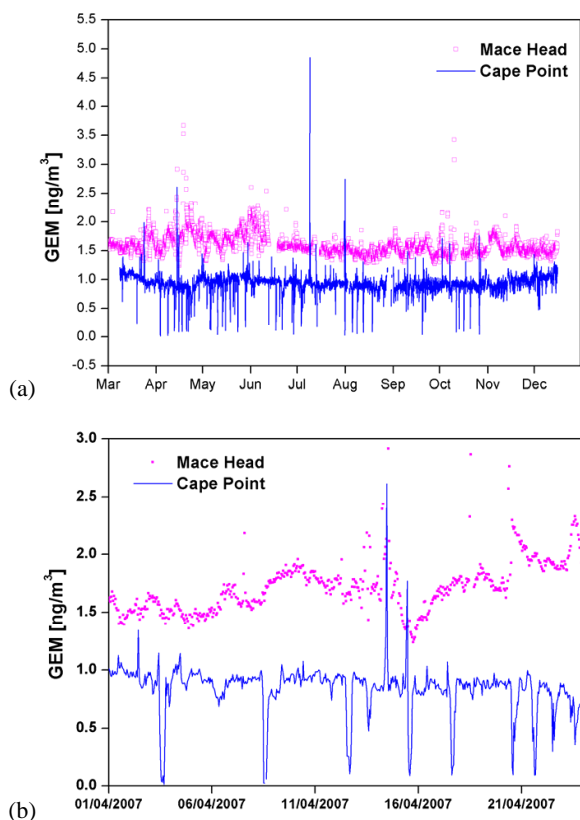 5.5
5.0
4.5
4.0
3.5
3.0
2.5
2.0
1.5
1.0
0.5
0.0
-0.5
GEM [ng/m³]
Mace Head
Cape Point
Mar Apr May Jun Jul Aug Sep Oct Nov Dec
(a)
3.0
2.5
2.0
1.5
1.0
0.5
0.0
GEM [ng/m³]
Mace Head
Cape Point
01/04/2007 06/04/2007 11/04/2007 16/04/2007 21/04/2007
(b)